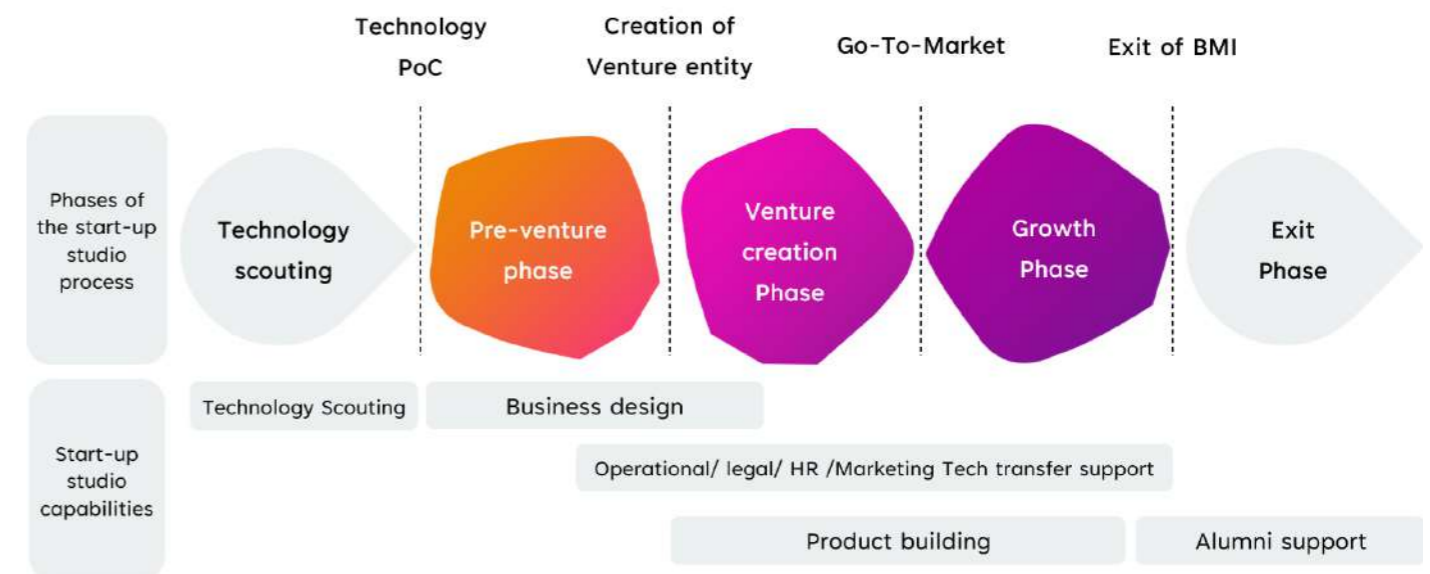 Technology
PoC
Creation of
Venture entity
Go-To-Market
Exit of BMI
Phases of
the start-up
studio
process
Technology
scouting
Pre-venture
phase
Venture
creation
Phase
Growth
Phase
Exit
Phase
Start-up
studio
capabilities
Technology Scouting
Business design
Operational/ legal/ HR /Marketing Tech transfer support
Product building
Alumni support